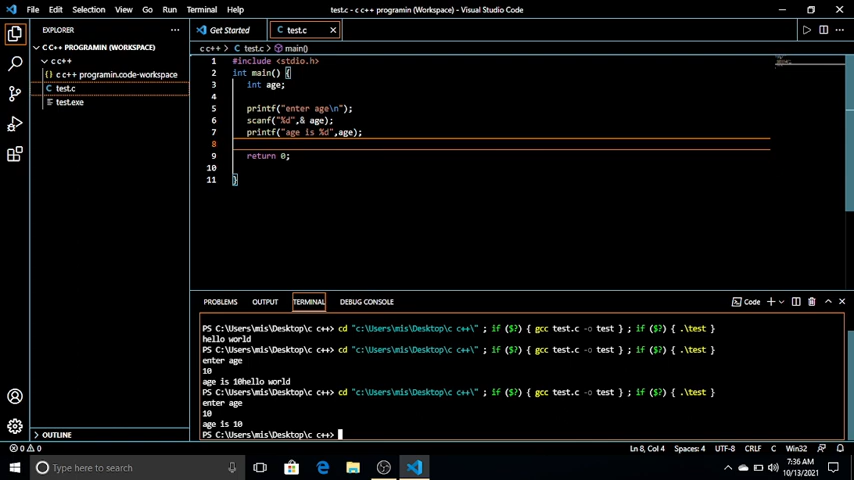 File Edit Selection View Go Run Terminal Help
test.c - c c++ programin (Workspace) - Visual Studio Code
EXPLORER
Get Started
test.c
C C++ PROGRAMIN (WORKSPACE)
c c++ > test.c > main()
c c++
{} c c++ programin.code-workspace
test.c
test.exe
1 #include <stdio.h>
2 int main() {
3 int age;
4
5 printf("enter age\n");
6 scanf("%d",& age);
7 printf("age is %d",age);
8
9 return 0;
10
11 }
PROBLEMS OUTPUT TERMINAL DEBUG CONSOLE
Code
PS C:\Users\mis\Desktop\c c++> cd "c:\Users\mis\Desktop\c c++\" ; if ($?) { gcc test.c -o test } ; if ($?) { .\test }
hello world
PS C:\Users\mis\Desktop\c c++> cd "c:\Users\mis\Desktop\c c++\" ; if ($?) { gcc test.c -o test } ; if ($?) { .\test }
enter age
10
age is 10hello world
PS C:\Users\mis\Desktop\c c++> cd "c:\Users\mis\Desktop\c c++\" ; if ($?) { gcc test.c -o test } ; if ($?) { .\test }
enter age
10
age is 10
PS C:\Users\mis\Desktop\c c++>
OUTLINE
0 0
Ln 8, Col 4 Spaces: 4 UTF-8 CRLF C Win32
Type here to search
7:36 AM
10/13/2021